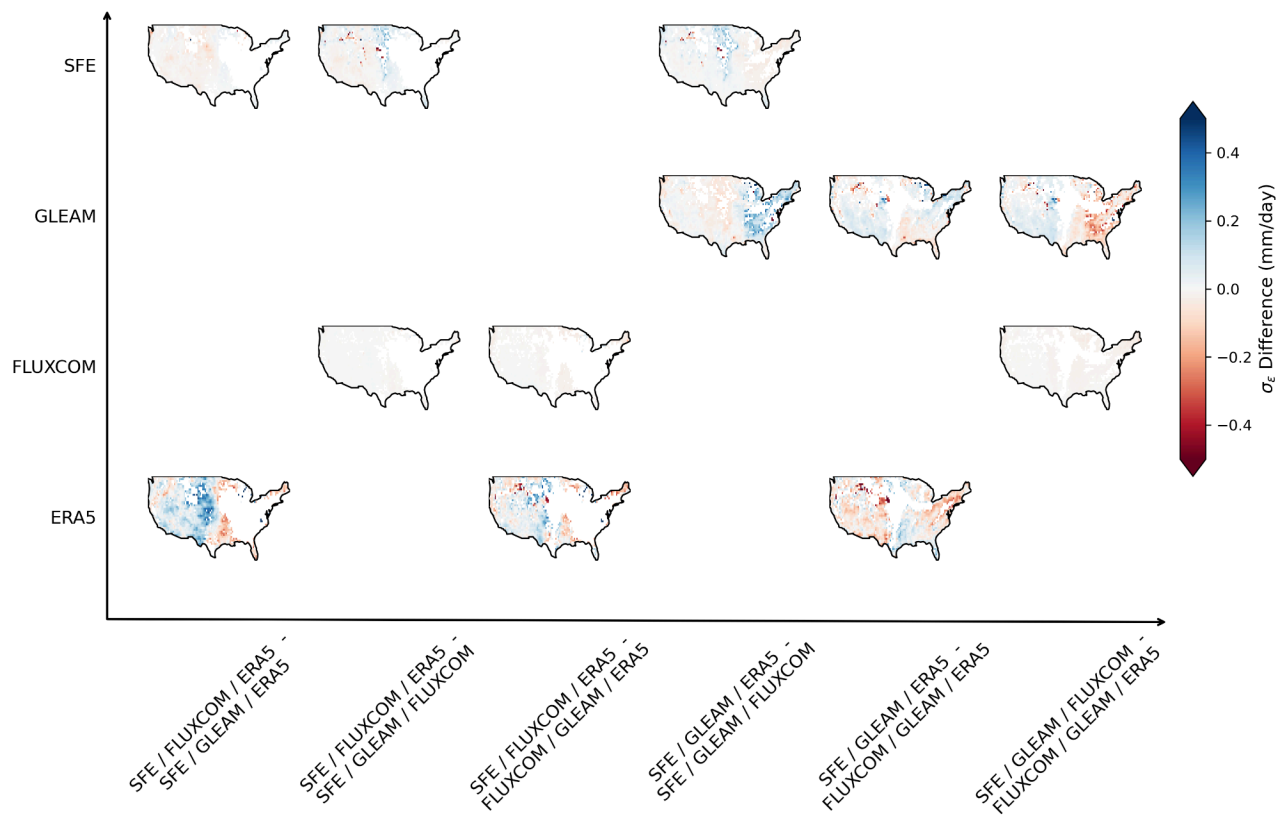 SFE
GLEAM
FLUXCOM
ERA5
0.4
0.2
0.0
−0.2
−0.4
σε Difference (mm/day)
SFE / FLUXCOM / ERA5 -
SFE / GLEAM / ERA5
SFE / FLUXCOM / ERA5 -
SFE / GLEAM / FLUXCOM
SFE / FLUXCOM / ERA5 -
FLUXCOM / GLEAM / ERA5
SFE / GLEAM / ERA5 -
SFE / GLEAM / FLUXCOM
SFE / GLEAM / ERA5 -
FLUXCOM / GLEAM / ERA5
SFE / GLEAM / FLUXCOM -
FLUXCOM / GLEAM / ERA5